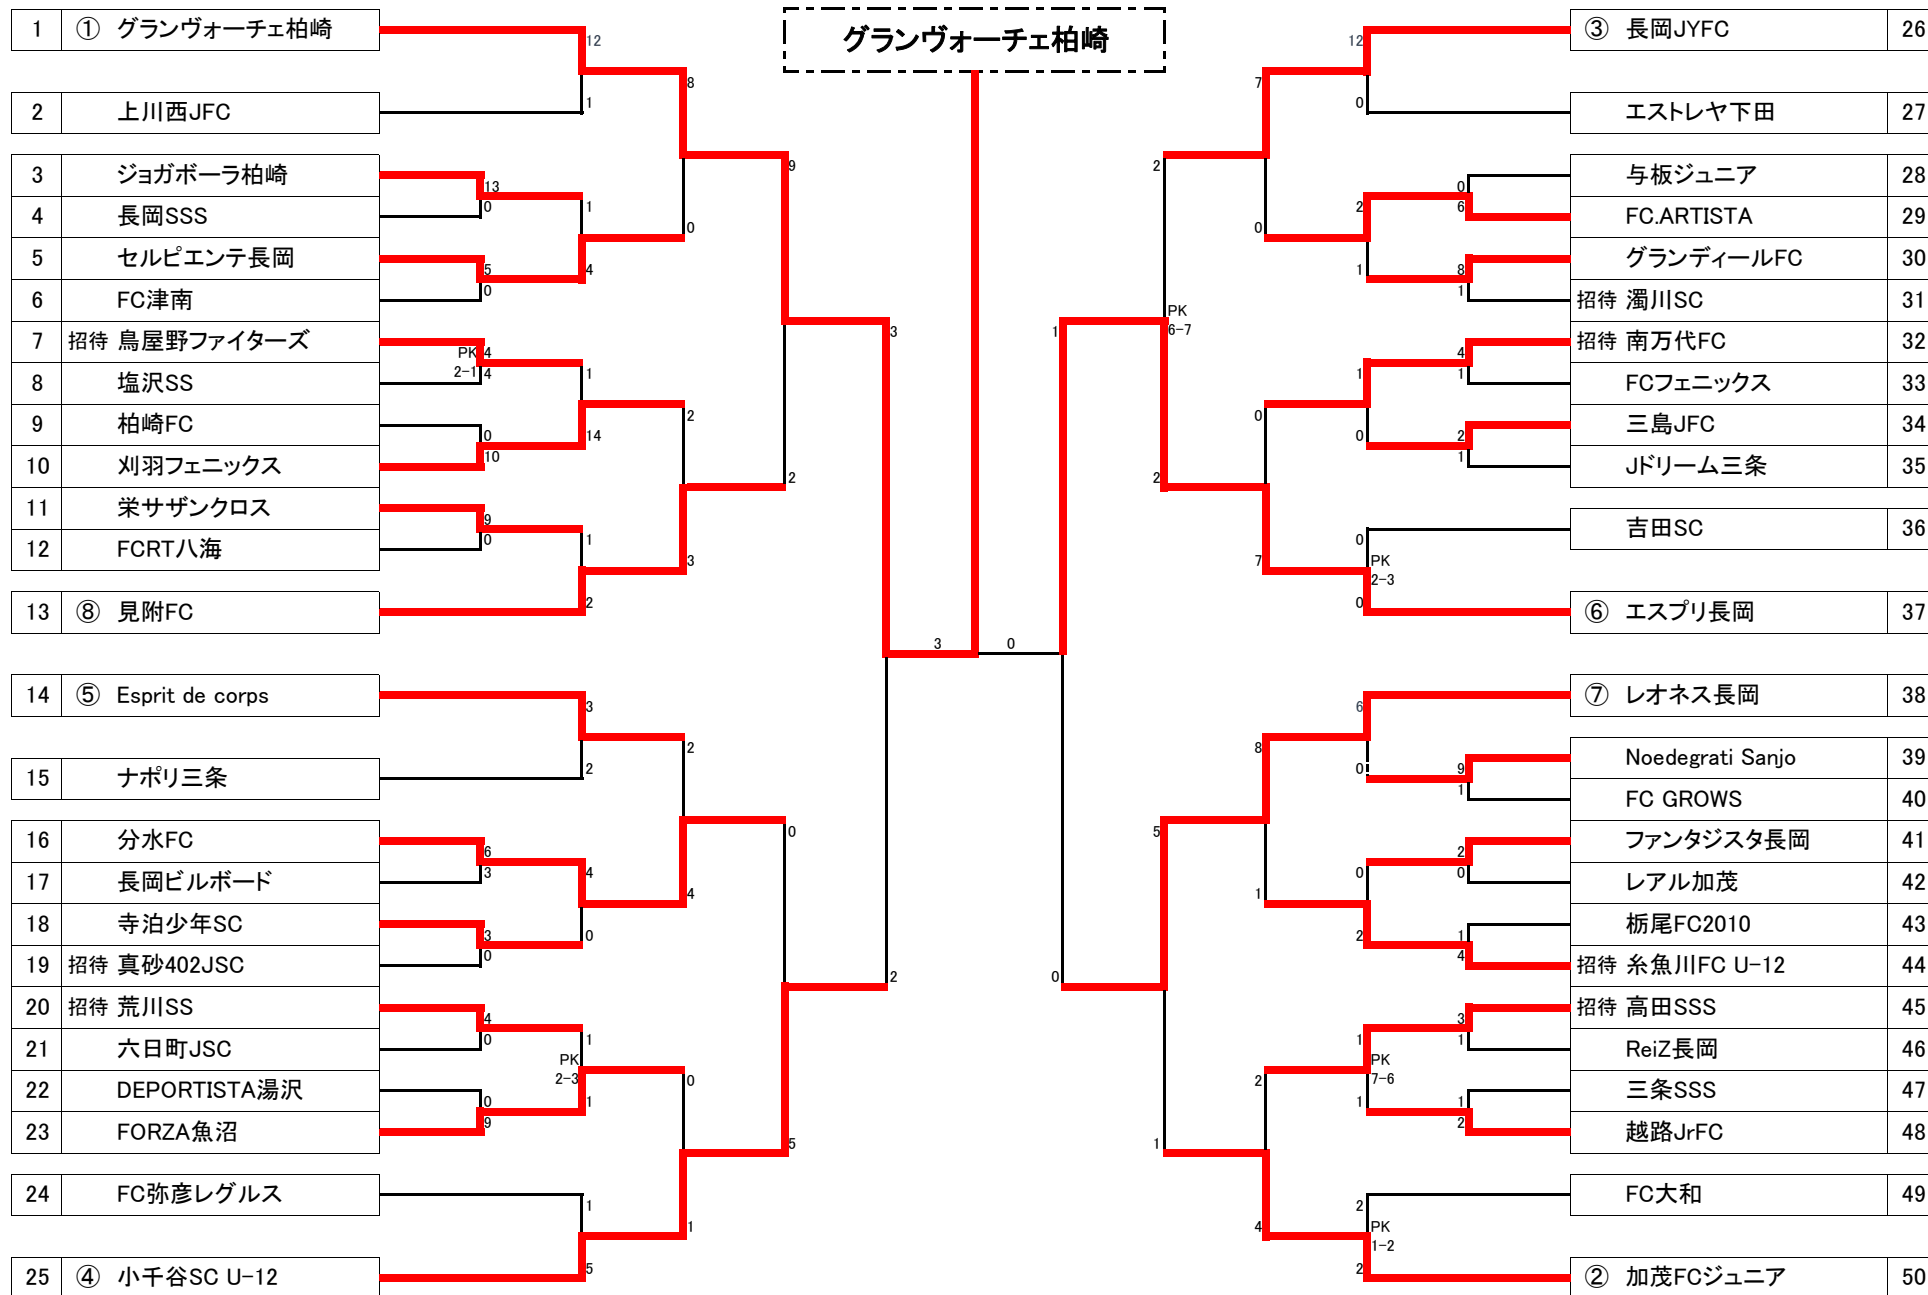 グランヴォーチェ柏崎
1 ① グランヴォーチェ柏崎
12
8
1
2 上川西JFC
9
3 ジョガボーラ柏崎
13
0
1
4 長岡SSS
0
5 セルピエンテ長岡
5
0
4
6 FC津南
3
7 招待 鳥屋野ファイターズ
PK
2-1
4
4
1
8 塩沢SS
2
9 柏崎FC
0
10
14
10 刈羽フェニックス
2
11 栄サザンクロス
9
0
1
12 FCRT八海
3
13 ⑧ 見附FC
2
3
0
14 ⑤ Esprit de corps
3
2
2
15 ナポリ三条
0
16 分水FC
6
3
4
17 長岡ビルボード
4
18 寺泊少年SC
3
0
0
19 招待 真砂402JSC
2
20 招待 荒川SS
4
0
1
21 六日町JSC
PK
2-3
0
22 DEPORTISTA湯沢
0
9
1
23 FORZA魚沼
5
24 FC弥彦レグルス
1
1
25 ④ 小千谷SC U-12
5
③ 長岡JYFC 26
12
7
0
エストレヤ下田 27
2
与板ジュニア 28
0
6
2
FC.ARTISTA 29
0
グランディールFC 30
8
1
1
招待 濁川SC 31
PK
6-7
1
招待 南万代FC 32
4
1
1
FCフェニックス 33
0
三島JFC 34
2
1
0
Jドリーム三条 35
2
吉田SC 36
0
PK
2-3
7
0
⑥ エスプリ長岡 37
⑦ レオネス長岡 38
6
8
0
Noedegrati Sanjo 39
9
1
FC GROWS 40
5
ファンタジスタ長岡 41
2
0
0
レアル加茂 42
1
栃尾FC2010 43
1
4
2
招待 糸魚川FC U-12 44
0
招待 高田SSS 45
3
1
1
ReiZ長岡 46
PK
7-6
2
三条SSS 47
1
2
1
越路JrFC 48
1
FC大和 49
2
PK
1-2
4
2
② 加茂FCジュニア 50